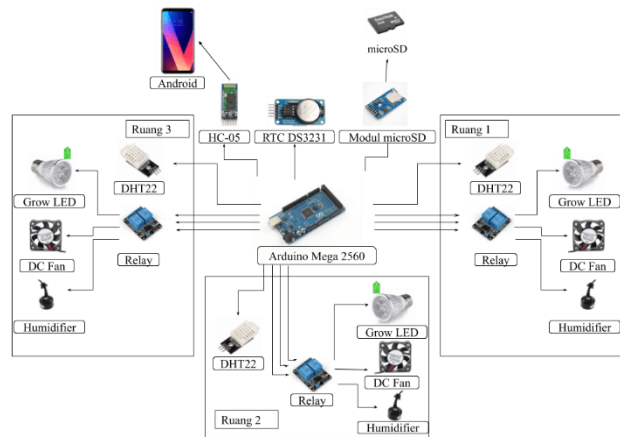 microSD
Android
HC-05
RTC DS3231
Modul microSD
Ruang 3
DHT22
Grow LED
Relay
DC Fan
Humidifier
Arduino Mega 2560
Ruang 1
DHT22
Grow LED
Relay
DC Fan
Humidifier
Grow LED
DHT22
DC Fan
Relay
Ruang 2
Humidifier